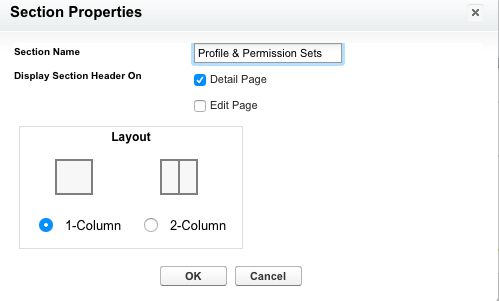 Section Properties
Section Name Profile & Permission Sets
Display Section Header On Detail Page
Edit Page
Layout
1-Column 2-Column
OK Cancel